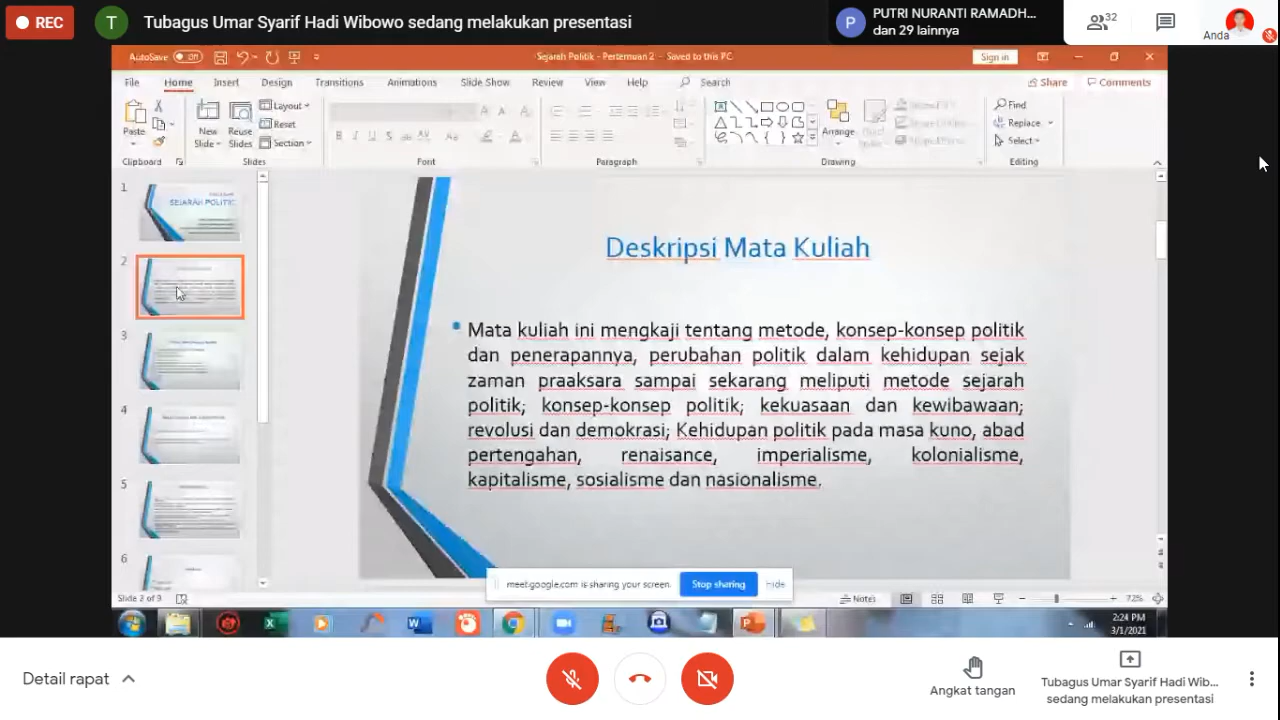 REC
T
Tubagus Umar Syarif Hadi Wibowo sedang melakukan presentasi
P
PUTRI NURANTI RAMADH...
dan 29 lainnya
32
Anda
AutoSave Off
Sejarah Politik - Pertemuan 2 - Saved to this PC
Sign in
File Home Insert Design Transitions Animations Slide Show Review View Help Search
Share Comments
Paste
New
Slide
Reuse
Slides
Layout
Reset
Section
Arrange
Find
Replace
Select
Clipboard Slides Font Paragraph Drawing Editing
1
SEJARAH POLITIK
2
3
4
5
6
Deskripsi Mata Kuliah
Mata kuliah ini mengkaji tentang metode, konsep-konsep politik
dan penerapannya, perubahan politik dalam kehidupan sejak
zaman praaksara sampai sekarang meliputi metode sejarah
politik; konsep-konsep politik; kekuasaan dan kewibawaan;
revolusi dan demokrasi; Kehidupan politik pada masa kuno, abad
pertengahan, renaisance, imperialisme, kolonialisme,
kapitalisme, sosialisme dan nasionalisme.
meet.google.com is sharing your screen.
Stop sharing
hide
Slide 2 of 9
Notes
72%
2:24 PM
3/1/2021
Detail rapat
Angkat tangan
Tubagus Umar Syarif Hadi Wib...
sedang melakukan presentasi